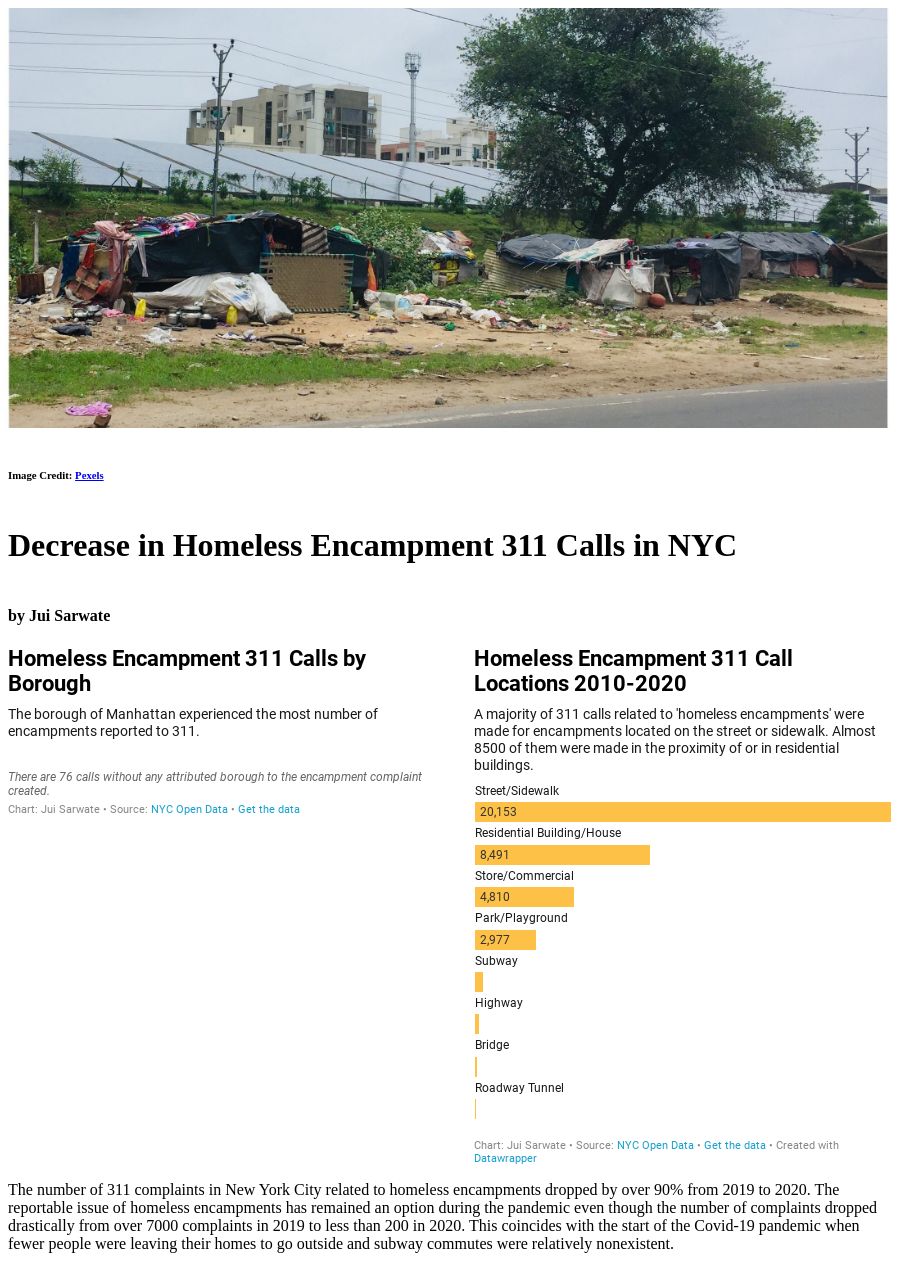 Image Credit: Pexels
Decrease in Homeless Encampment 311 Calls in NYC
by Jui Sarwate
Homeless Encampment 311 Calls by
Borough
The borough of Manhattan experienced the most number of
encampments reported to 311.
There are 76 calls without any attributed borough to the encampment complaint
created.
Chart: Jui Sarwate • Source: NYC Open Data • Get the data
Homeless Encampment 311 Call
Locations 2010-2020
A majority of 311 calls related to 'homeless encampments' were
made for encampments located on the street or sidewalk. Almost
8500 of them were made in the proximity of or in residential
buildings.
Street/Sidewalk
20,153
Residential Building/House
8,491
Store/Commercial
4,810
Park/Playground
2,977
Subway
Highway
Bridge
Roadway Tunnel
Chart: Jui Sarwate • Source: NYC Open Data • Get the data • Created with
Datawrapper
The number of 311 complaints in New York City related to homeless encampments dropped by over 90% from 2019 to 2020. The
reportable issue of homeless encampments has remained an option during the pandemic even though the number of complaints dropped
drastically from over 7000 complaints in 2019 to less than 200 in 2020. This coincides with the start of the Covid-19 pandemic when
fewer people were leaving their homes to go outside and subway commutes were relatively nonexistent.